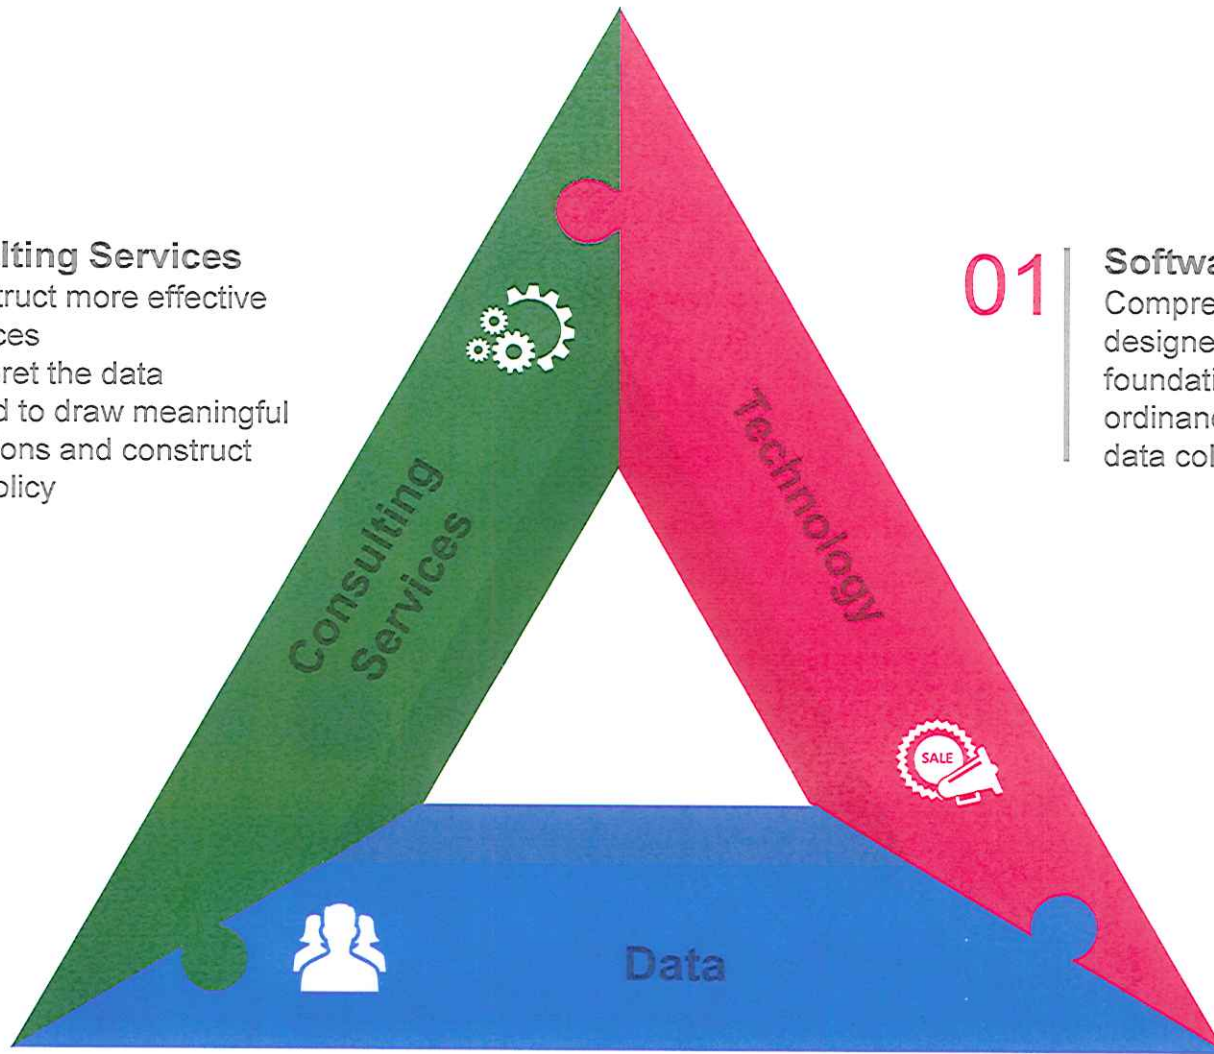 lting Services
truct more effective
ces
ret the data
d to draw meaningful
ons and construct
olicy
01
Softwa
Compre
designe
foundati
ordinanc
data col
Consulting
Services
Technology
SALE
Data